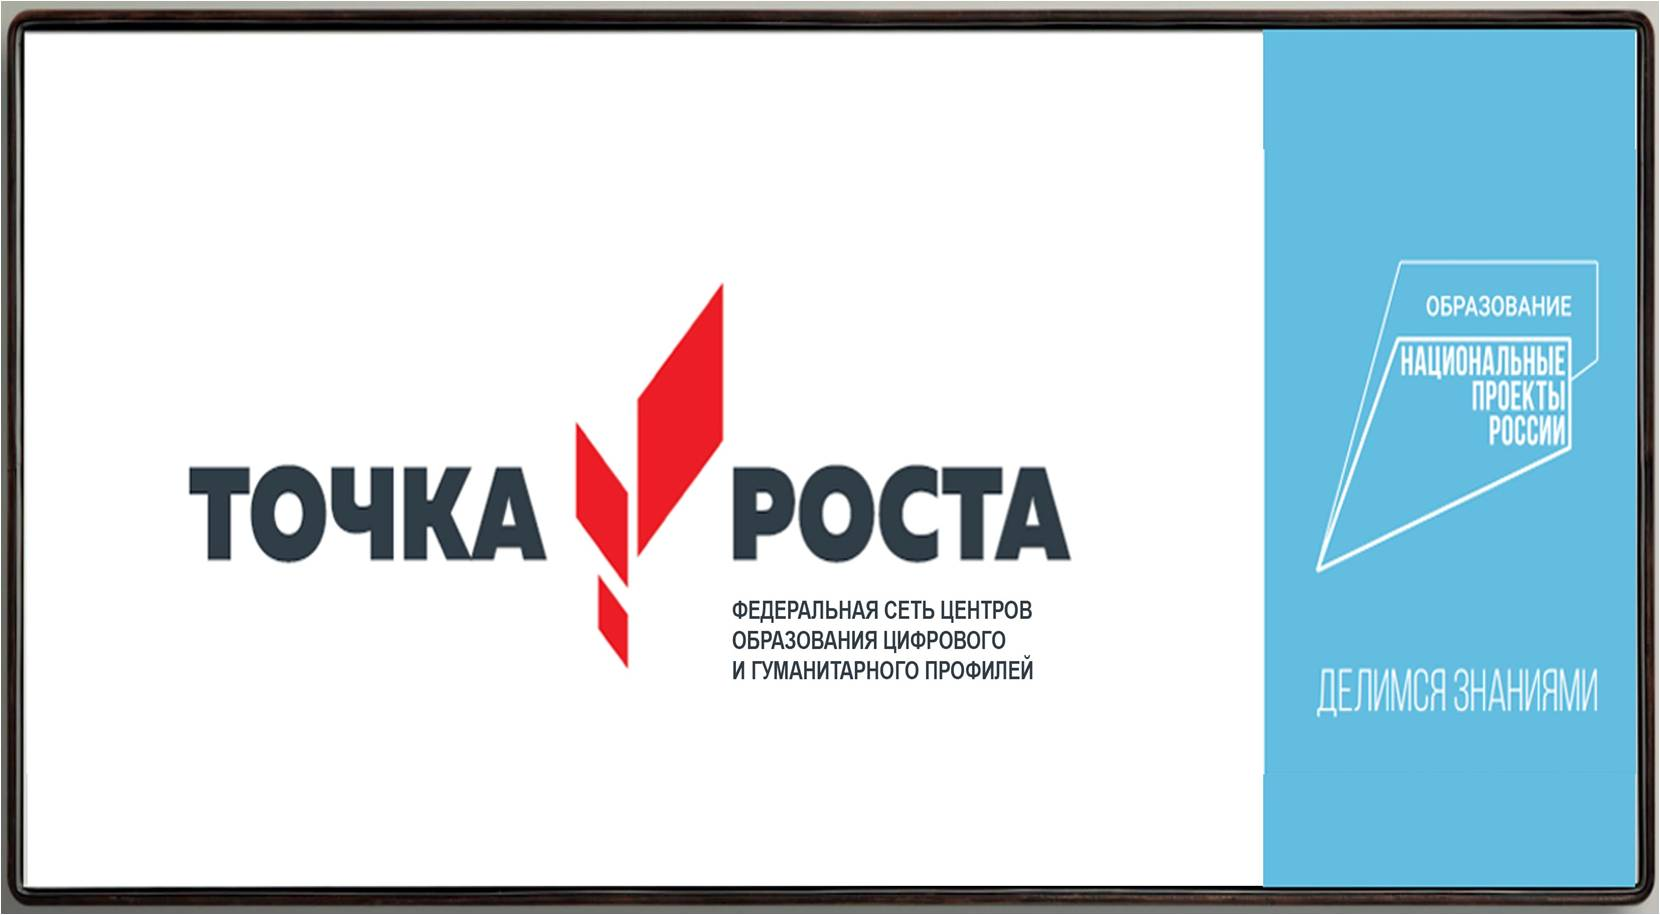 ТОЧКА РОСТА
ФЕДЕРАЛЬНАЯ СЕТЬ ЦЕНТРОВ
ОБРАЗОВАНИЯ ЦИФРОВОГО
И ГУМАНИТАРНОГО ПРОФИЛЕЙ
ОБРАЗОВАНИЕ
НАЦИОНАЛЬНЫЕ
ПРОЕКТЫ
РОССИИ
ДЕЛИМСЯ ЗНАНИЯМИ